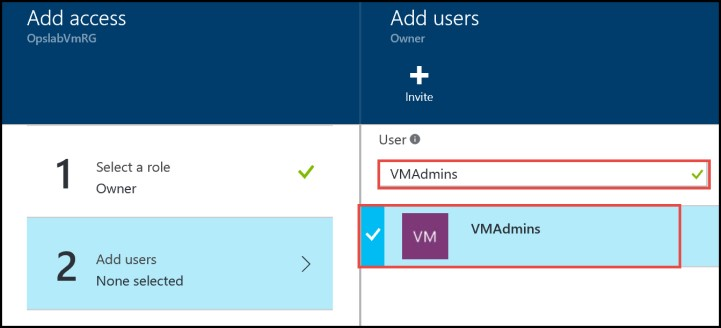 Add access
OpslabVmRG
1
Select a role
Owner
2
Add users
None selected
Add users
Owner
Invite
User
VMAdmins
VM
VMAdmins